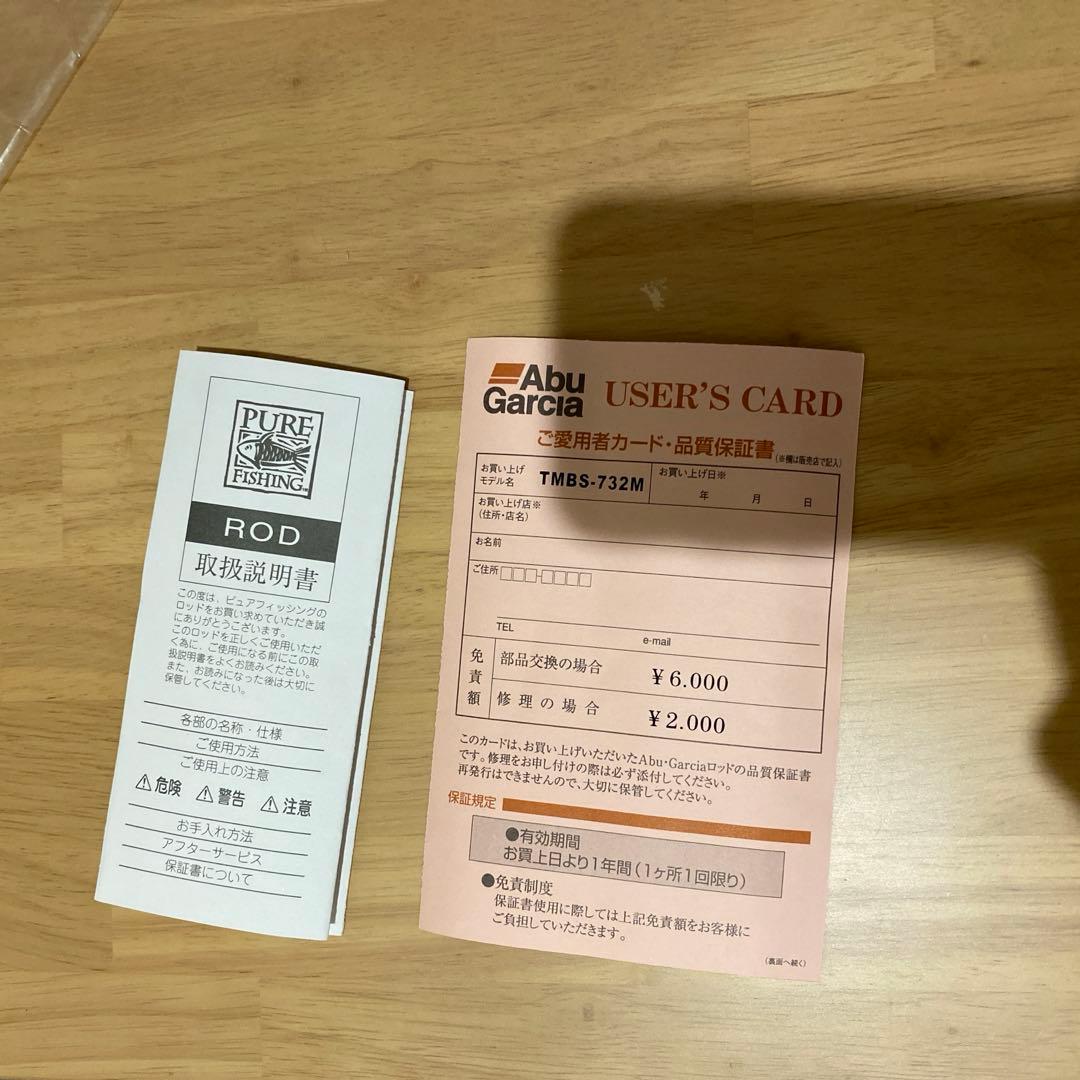 PURE
FISHING™
ROD
取扱説明書
この度は、ピュアフィッシングの
ロッドをお買い求めていただき誠
にありがとうございます。
このロッドを正しくご使用いただ
く為に、ご使用になる前にこの取
扱説明書をよくお読みください。
また、お読みになった後は大切に
保管してください。
各部の名称・仕様
ご使用方法
ご使用上の注意
⚠危険 ⚠警告 ⚠注意
お手入れ方法
アフターサービス
保証書について
Abu
Garcia
USER'S CARD
ご愛用者カード・品質保証書
(※欄は販売店で記入)
お買い上げ
モデル名
TMBS-732M
お買い上げ日※
年 月 日
お買い上げ店※
(住所・店名)
お名前
ご住所 □□□-□□□□
TEL e-mail
免責額
部品交換の場合 ¥6.000
修理の場合 ¥2.000
このカードは、お買い上げいただいたAbu・Garciaロッドの品質保証書
です。修理をお申し付けの際は必ず添付してください。
再発行はできませんので、大切に保管してください。
保証規定
●有効期間
お買上日より1年間(1ヶ所1回限り)
●免責制度
保証書使用に際しては上記免責額をお客様に
ご負担していただきます。
(裏面へ続く)